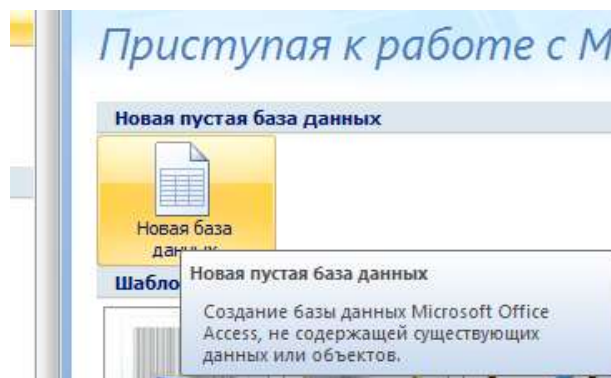 Приступая к работе с M
Новая пустая база данных
Новая база
данных
Шабло
Новая пустая база данных
Создание базы данных Microsoft Office
Access, не содержащей существующих
данных или объектов.